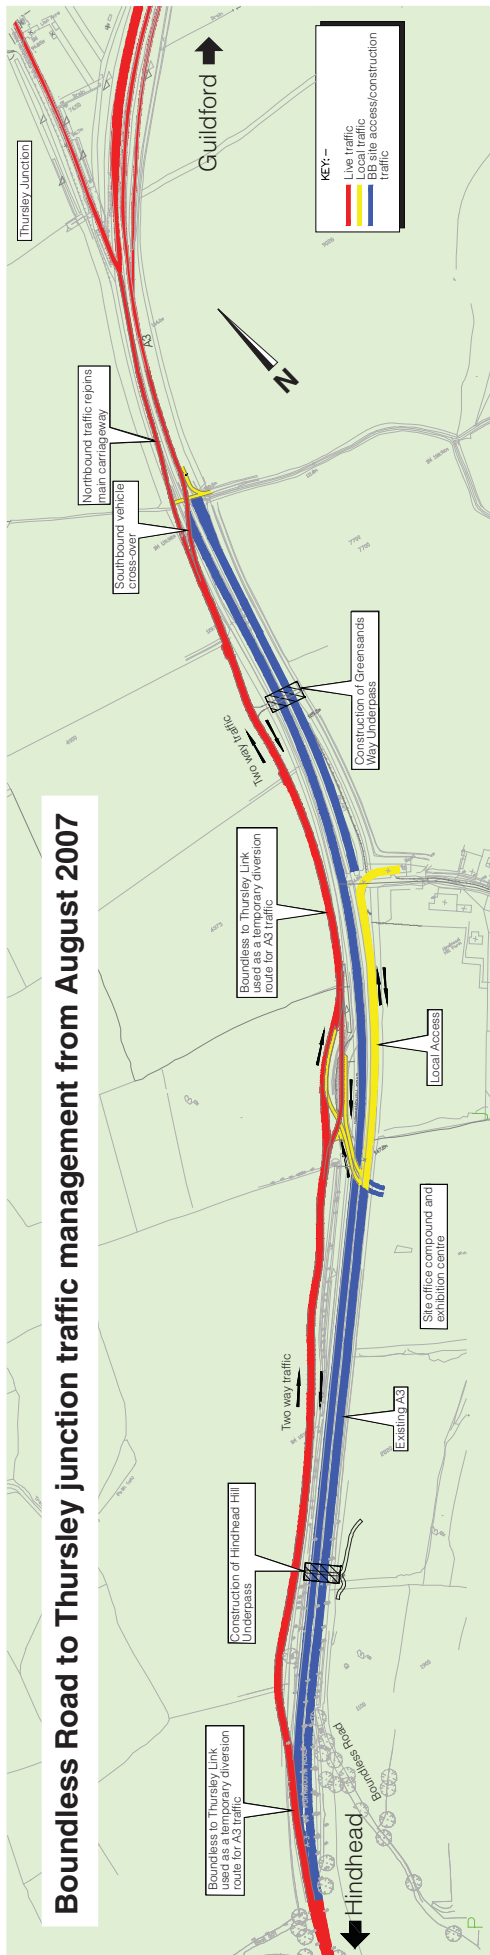 Boundless Road to Thursley junction traffic management from August 2007
Boundless to Thursley Link
used as a temporary diversion
route for A3 traffic
Construction of Hindhead Hill
Underpass
Two way traffic
Boundless to Thursley Link
used as a temporary diversion
route for A3 traffic
Two way traffic
Southbound vehicle
cross-over
Northbound traffic rejoins
main carriageway
A3
Thursley Junction
Hindhead
Boundless Road
Existing A3
Site office compound and
exhibition centre
Local Access
Construction of Greensands
Way Underpass
N
Guildford
KEY: –
Live traffic
Local traffic
BB site access/construction
traffic
7700
7700
P